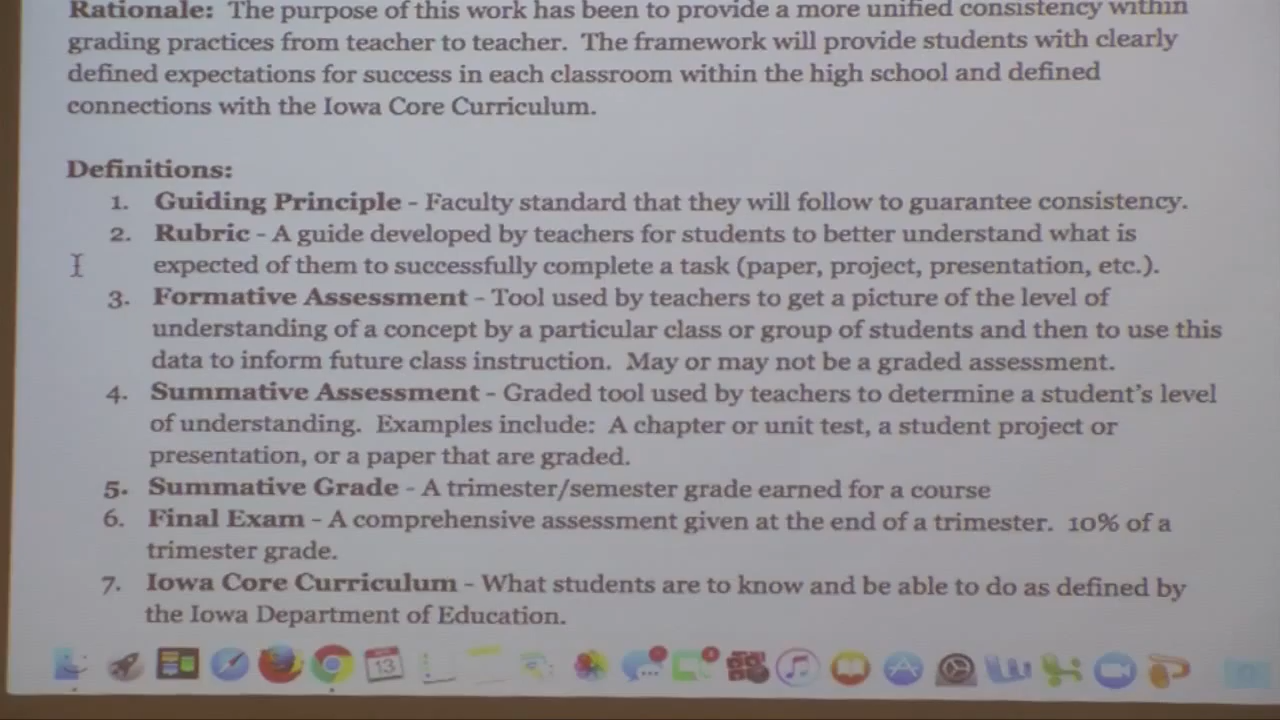 Rationale: The purpose of this work has been to provide a more unified consistency within
grading practices from teacher to teacher. The framework will provide students with clearly
defined expectations for success in each classroom within the high school and defined
connections with the Iowa Core Curriculum.
Definitions:
1. Guiding Principle - Faculty standard that they will follow to guarantee consistency.
2. Rubric - A guide developed by teachers for students to better understand what is
expected of them to successfully complete a task (paper, project, presentation, etc.).
3. Formative Assessment - Tool used by teachers to get a picture of the level of
understanding of a concept by a particular class or group of students and then to use this
data to inform future class instruction. May or may not be a graded assessment.
4. Summative Assessment - Graded tool used by teachers to determine a student's level
of understanding. Examples include: A chapter or unit test, a student project or
presentation, or a paper that are graded.
5. Summative Grade - A trimester/semester grade earned for a course
6. Final Exam - A comprehensive assessment given at the end of a trimester. 10% of a
trimester grade.
7. Iowa Core Curriculum - What students are to know and be able to do as defined by
the Iowa Department of Education.
13